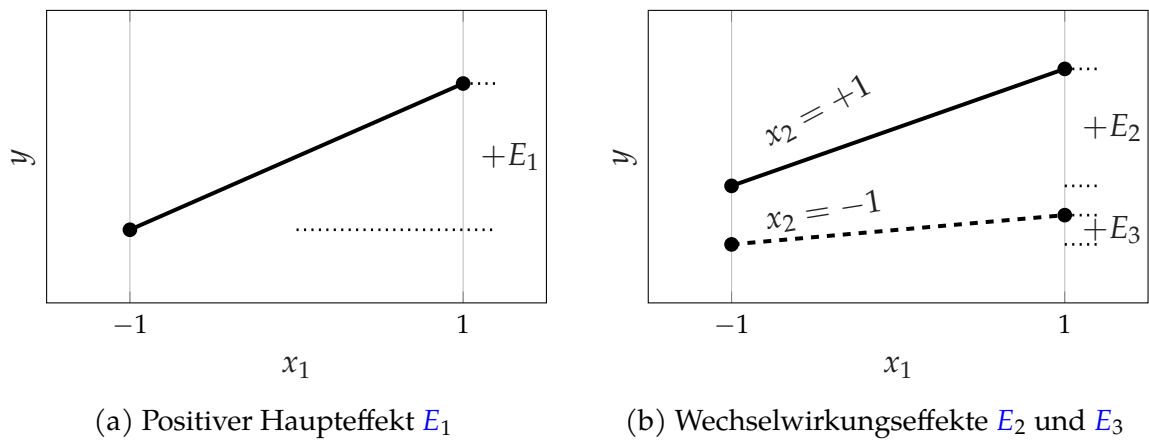 y
+E₁
−1
1
x₁
(a) Positiver Haupteffekt E₁
y
x₂ = +1
+E₂
x₂ = −1
+E₃
−1
1
x₁
(b) Wechselwirkungseffekte E₂ und E₃